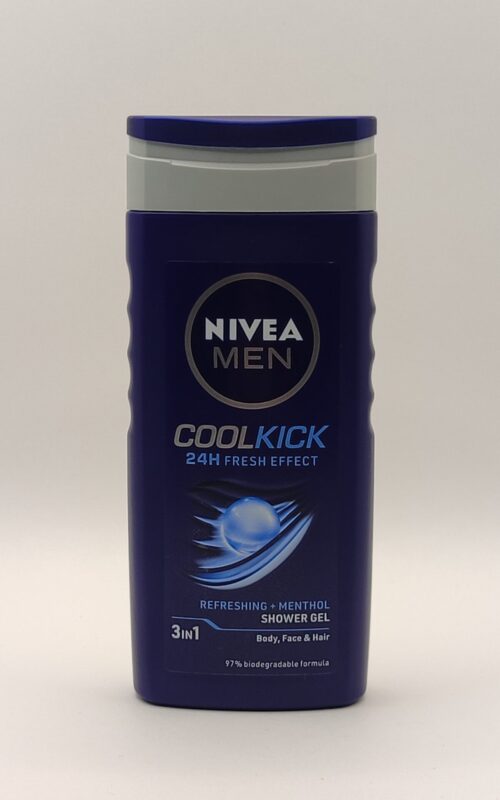 NIVEA
MEN
COOLKICK
24H FRESH EFFECT
REFRESHING + MENTHOL
SHOWER GEL
3IN1
Body, Face & Hair
97% biodegradable formula